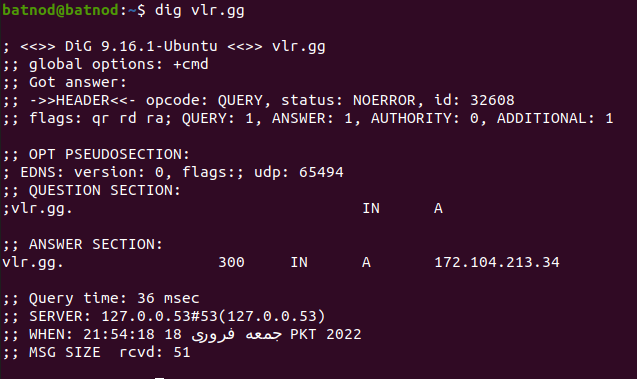 batnod@batnod:~$ dig vlr.gg
; <<>> DiG 9.16.1-Ubuntu <<>> vlr.gg
;; global options: +cmd
;; Got answer:
;; ->>HEADER<<- opcode: QUERY, status: NOERROR, id: 32608
;; flags: qr rd ra; QUERY: 1, ANSWER: 1, AUTHORITY: 0, ADDITIONAL: 1
;; OPT PSEUDOSECTION:
; EDNS: version: 0, flags:; udp: 65494
;; QUESTION SECTION:
;vlr.gg. IN A
;; ANSWER SECTION:
vlr.gg. 300 IN A 172.104.213.34
;; Query time: 36 msec
;; SERVER: 127.0.0.53#53(127.0.0.53)
;; WHEN: 21:54:18 18 جمعه فروری PKT 2022
;; MSG SIZE rcvd: 51